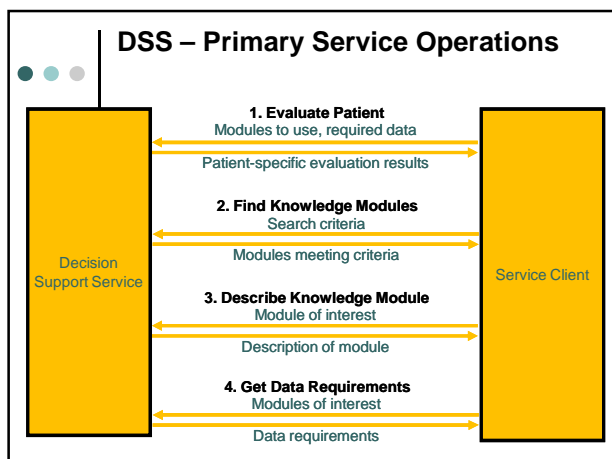 DSS – Primary Service Operations
1. Evaluate Patient
Modules to use, required data
Patient-specific evaluation results
2. Find Knowledge Modules
Search criteria
Modules meeting criteria
Decision
Support Service
Service Client
3. Describe Knowledge Module
Module of interest
Description of module
4. Get Data Requirements
Modules of interest
Data requirements